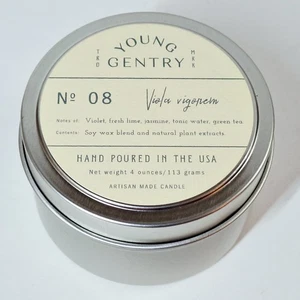 YOUNG
TRD MRK
GENTRY
Nº 08 Viola vigorem
Notes of: Violet, fresh lime, jasmine, tonic water, green tea
Contents: Soy wax blend and natural plant extracts
HAND POURED IN THE USA
Net weight 4 ounces/113 grams
ARTISAN MADE CANDLE